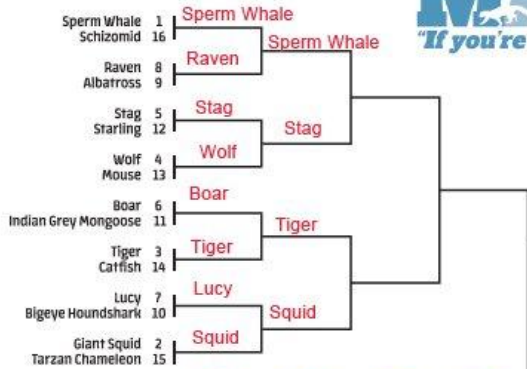 Sperm Whale 1 Sperm Whale
Schizomid 16
Sperm Whale
"If you're
Raven 8 Raven
Albatross 9
Stag 5 Stag
Starling 12
Stag
Wolf 4 Wolf
Mouse 13
Boar 6 Boar
Indian Grey Mongoose 11
Tiger
Tiger 3 Tiger
Catfish 14
Lucy 7 Lucy
Bigeye Houndshark 10
Squid
Giant Squid 2 Squid
Tarzan Chameleon 15